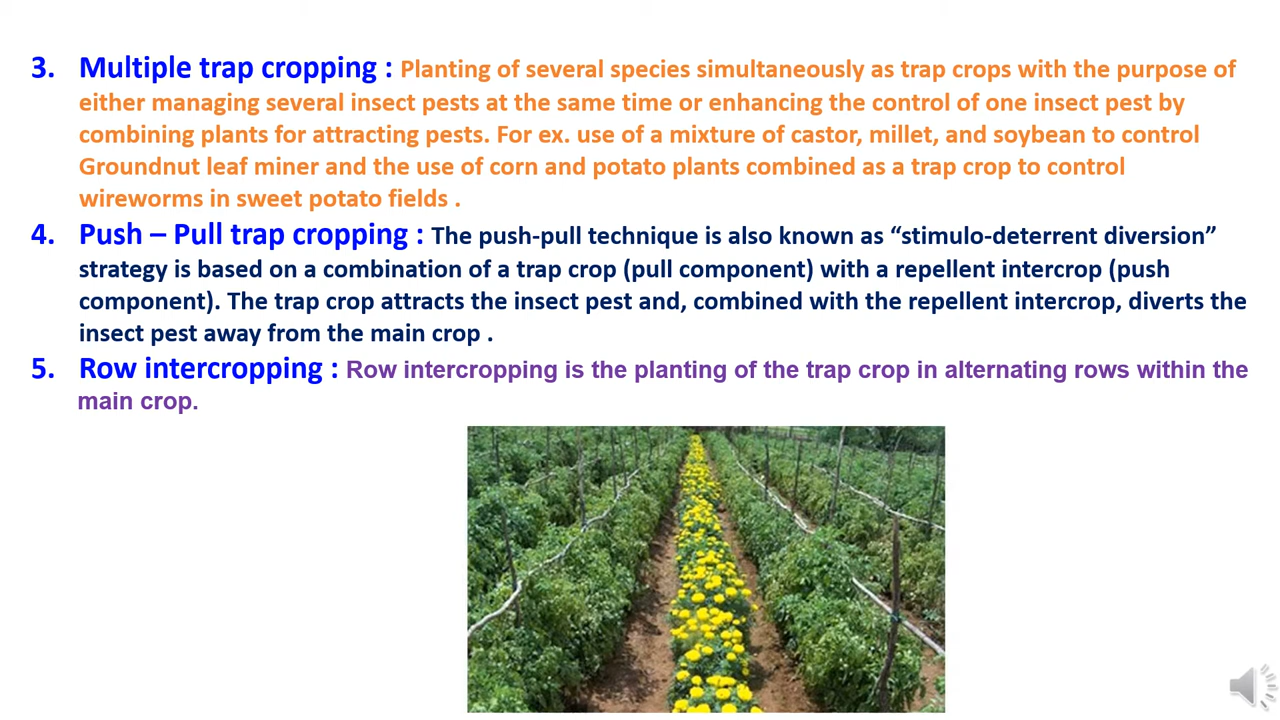 3. Multiple trap cropping : Planting of several species simultaneously as trap crops with the purpose of
either managing several insect pests at the same time or enhancing the control of one insect pest by
combining plants for attracting pests. For ex. use of a mixture of castor, millet, and soybean to control
Groundnut leaf miner and the use of corn and potato plants combined as a trap crop to control
wireworms in sweet potato fields .
4. Push – Pull trap cropping : The push-pull technique is also known as “stimulo-deterrent diversion”
strategy is based on a combination of a trap crop (pull component) with a repellent intercrop (push
component). The trap crop attracts the insect pest and, combined with the repellent intercrop, diverts the
insect pest away from the main crop .
5. Row intercropping : Row intercropping is the planting of the trap crop in alternating rows within the
main crop.